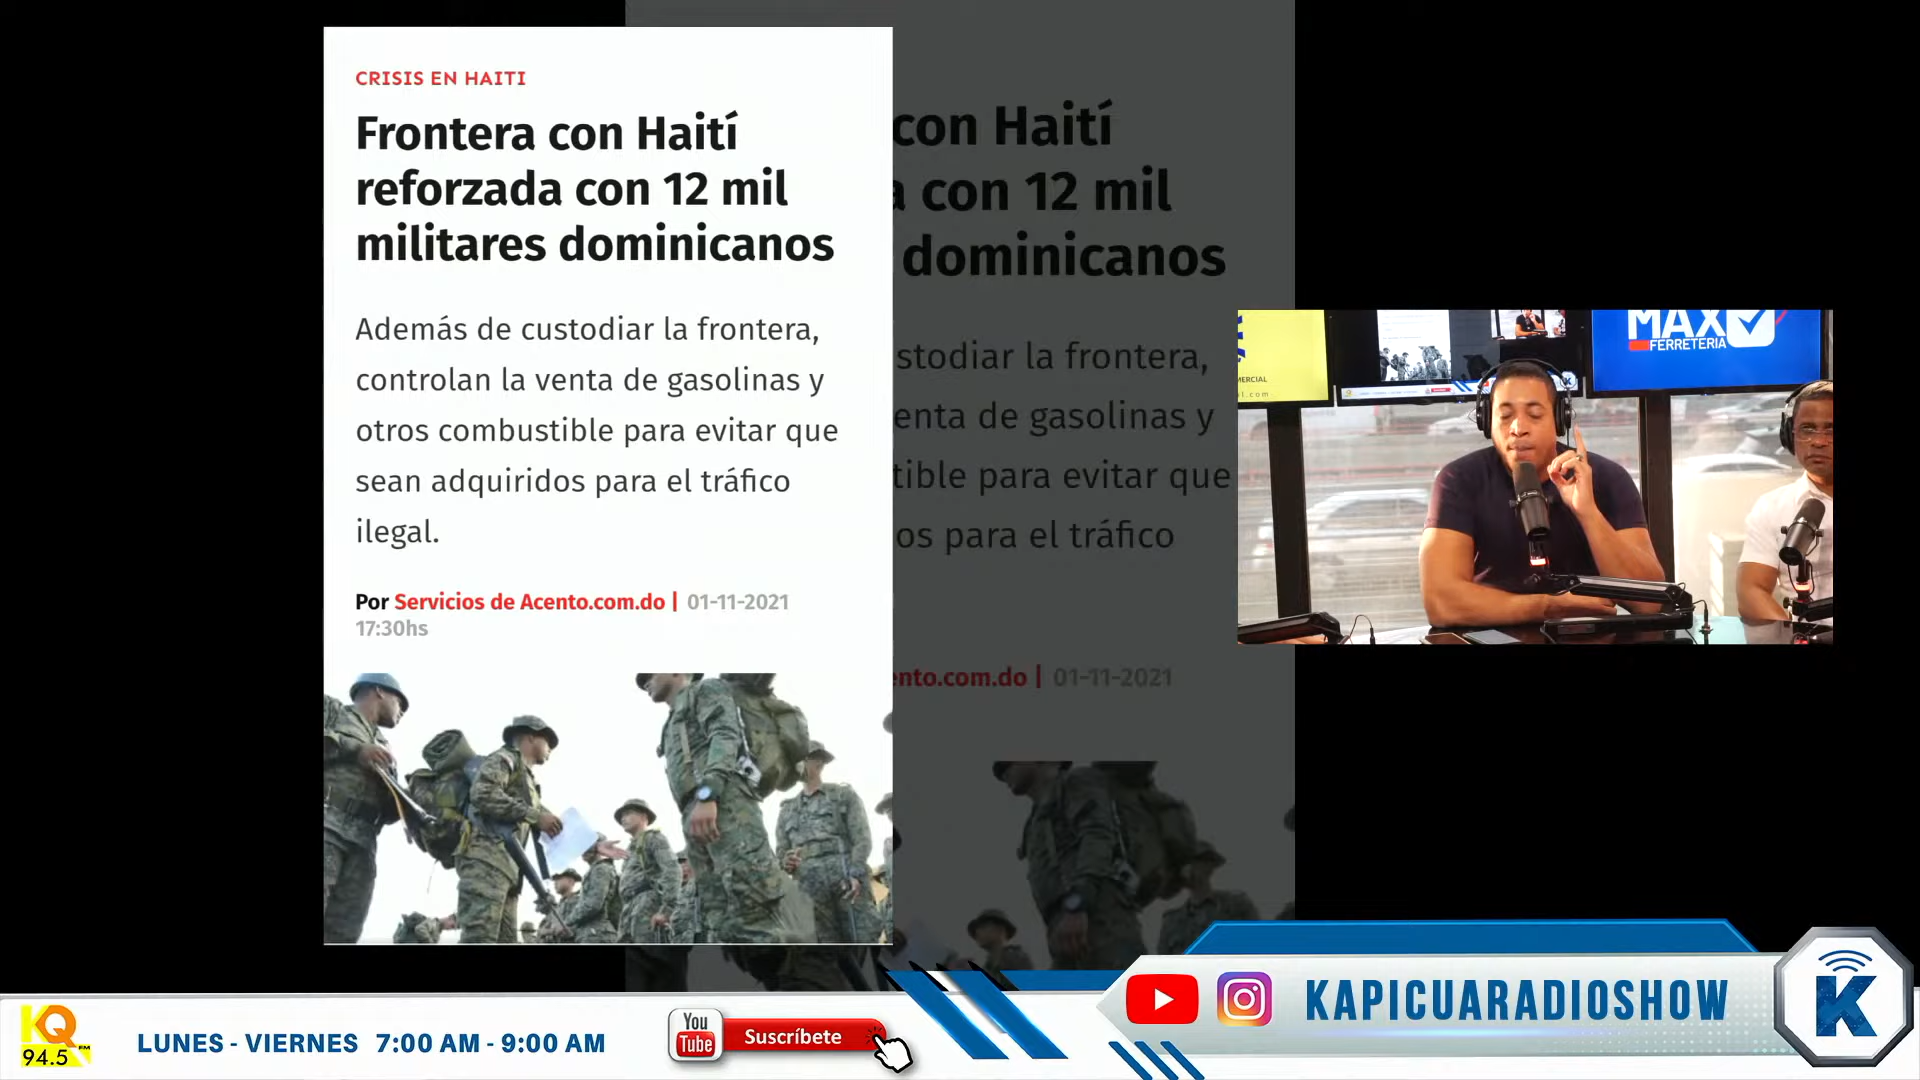 CRISIS EN HAITI
Frontera con Haití
reforzada con 12 mil
militares dominicanos
Además de custodiar la frontera,
controlan la venta de gasolinas y
otros combustible para evitar que
sean adquiridos para el tráfico
ilegal.
Por Servicios de Acento.com.do | 01-11-2021
17:30hs
con Haití
a con 12 mil
dominicanos
stodiar la frontera,
enta de gasolinas y
tible para evitar que
os para el tráfico
ento.com.do | 01-11-2021
MAX
FERRETERIA
MERCIAL
l.com
KQ
94.5 FM
LUNES - VIERNES 7:00 AM - 9:00 AM
You
Tube
Suscríbete
KAPICUARADIOSHOW
K